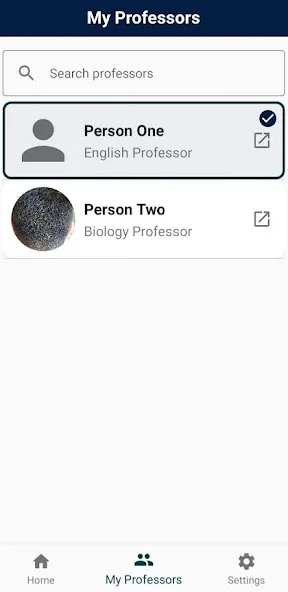 My Professors
Search professors
Person One
English Professor
Person Two
Biology Professor
Home
My Professors
Settings